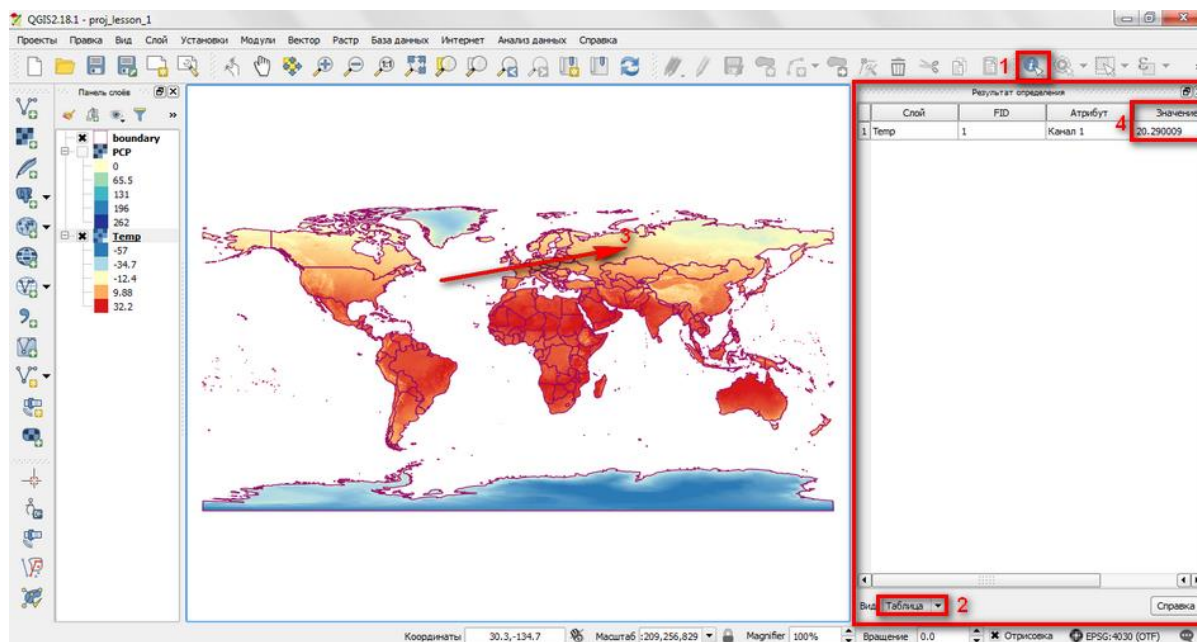 QGIS2.18.1 - proj_lesson_1
Проекты Правка Вид Слой Установки Модули Вектор Растр База данных Интернет Анализ данных Справка
1
Панель слоёв
boundary
PCP
0
65.5
131
196
262
Temp
-57
-34.7
-12.4
9.88
32.2
3
Результат определения
Слой FID Атрибут Значение
1 Temp 1 Канал 1 20.290009
4
Вид Таблица 2 Справка
Координаты 30.3,-134.7 Масштаб :209,256,829 Magnifier 100% Вращение 0.0 Отрисовка EPSG:4030 (OTF)